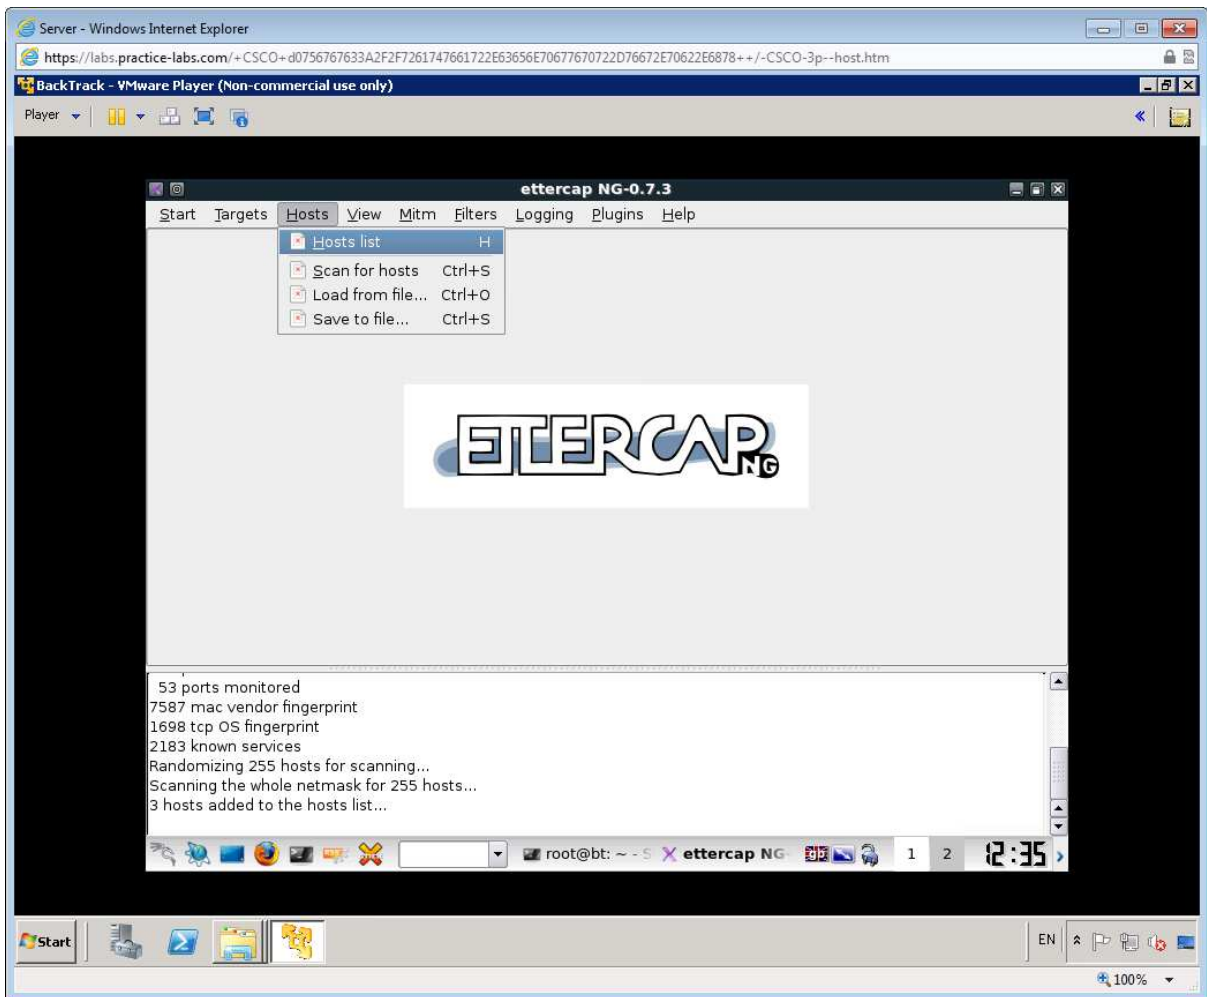 Server - Windows Internet Explorer
https://labs.practice-labs.com/+CSCO+d0756767633A2F2F7261747661722E63656E70677670722D76672E70622E6878++/-CSCO-3p--host.htm
BackTrack - VMware Player (Non-commercial use only)
Player
ettercap NG-0.7.3
Start Targets Hosts View Mitm Filters Logging Plugins Help
Hosts list H
Scan for hosts Ctrl+S
Load from file... Ctrl+O
Save to file... Ctrl+S
ETTERCAP
NG
53 ports monitored
7587 mac vendor fingerprint
1698 tcp OS fingerprint
2183 known services
Randomizing 255 hosts for scanning...
Scanning the whole netmask for 255 hosts...
3 hosts added to the hosts list...
root@bt: ~ - S ettercap NG- gb 1 2 12:35
Start EN
100%